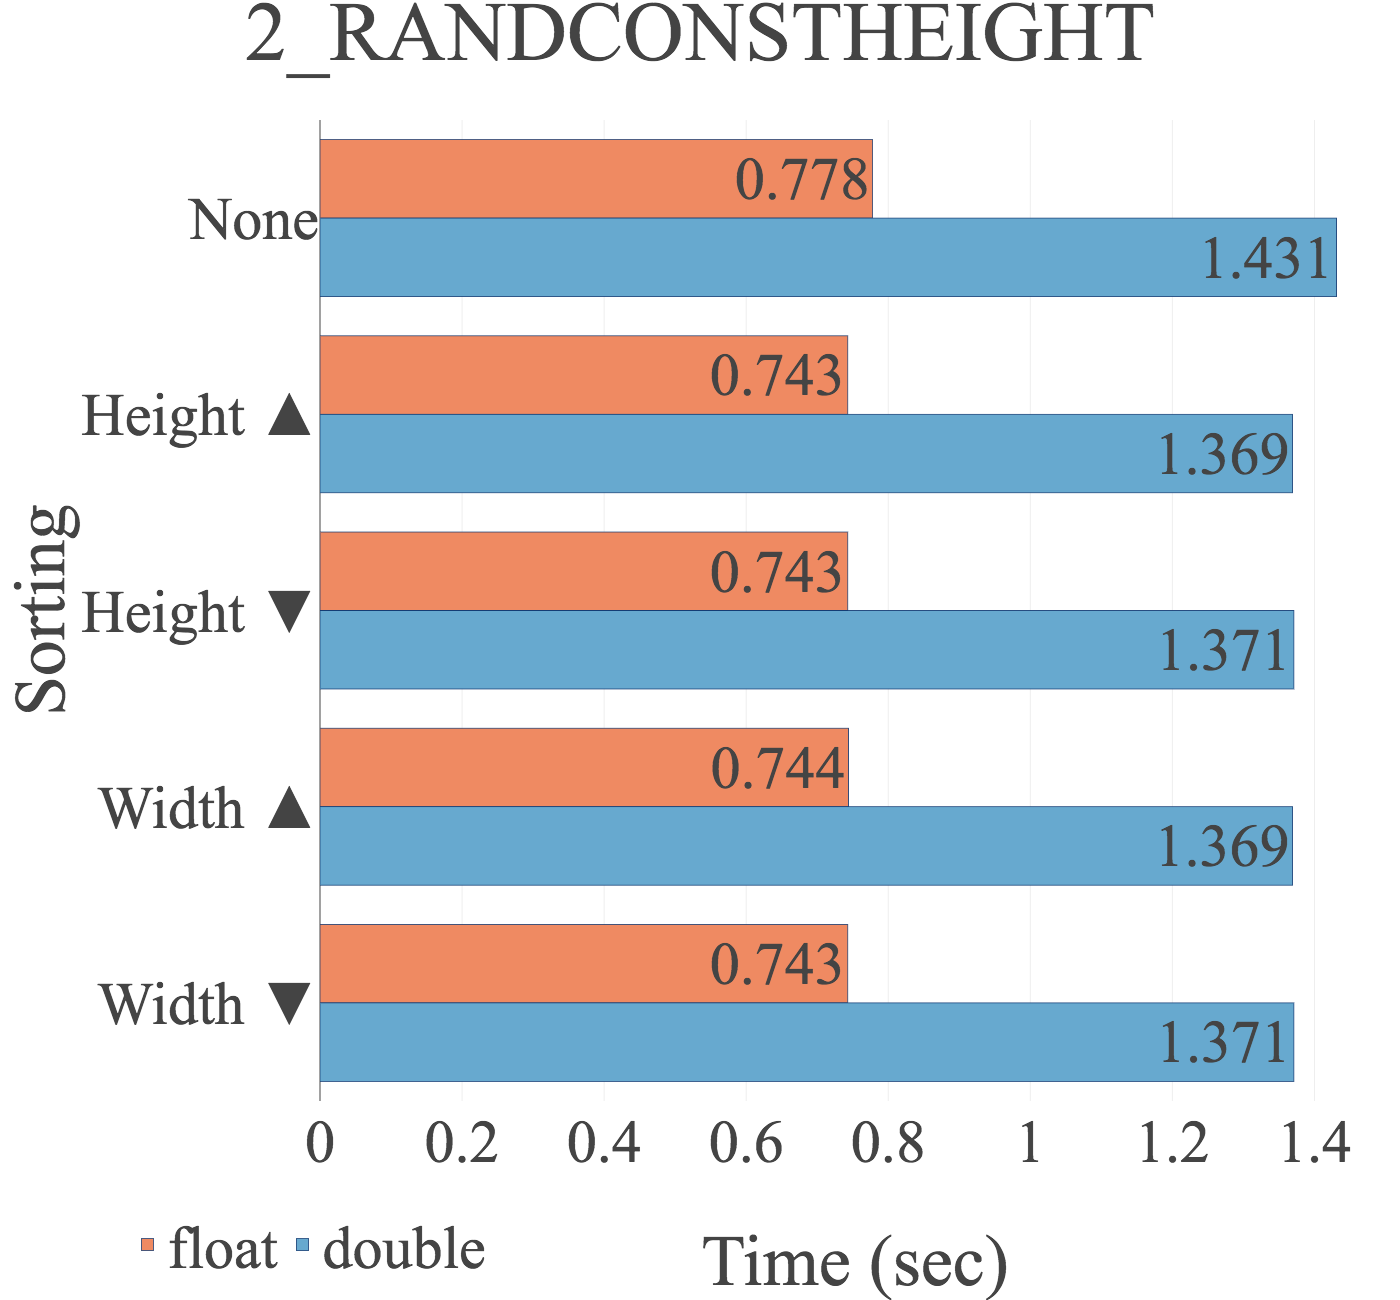 2_RANDCONSTHEIGHT
None
0.778
1.431
Height ▲
0.743
1.369
Height ▼
0.743
1.371
Width ▲
0.744
1.369
Width ▼
0.743
1.371
Sorting
0 0.2 0.4 0.6 0.8 1 1.2 1.4
float double
Time (sec)